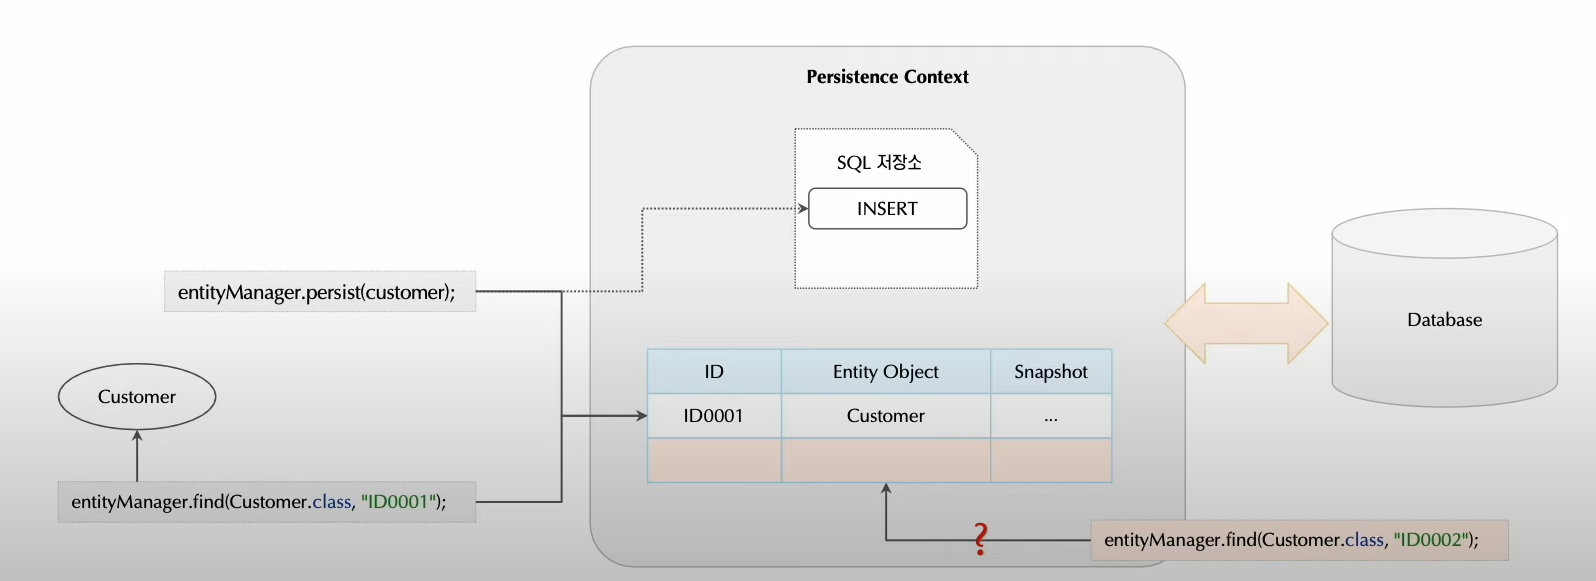 Persistence Context
SQL 저장소
INSERT
entityManager.persist(customer);
Database
ID Entity Object Snapshot
ID0001 Customer ...
Customer
entityManager.find(Customer.class, "ID0001");
?
entityManager.find(Customer.class, "ID0002");